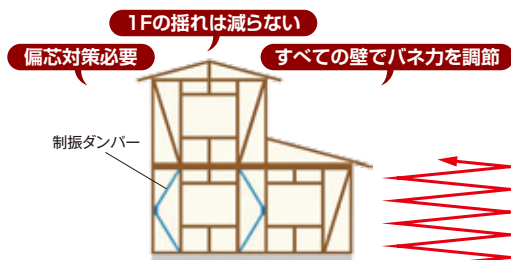 1Fの揺れは減らない
偏芯対策必要
すべての壁でバネ力を調節
制振ダンパー